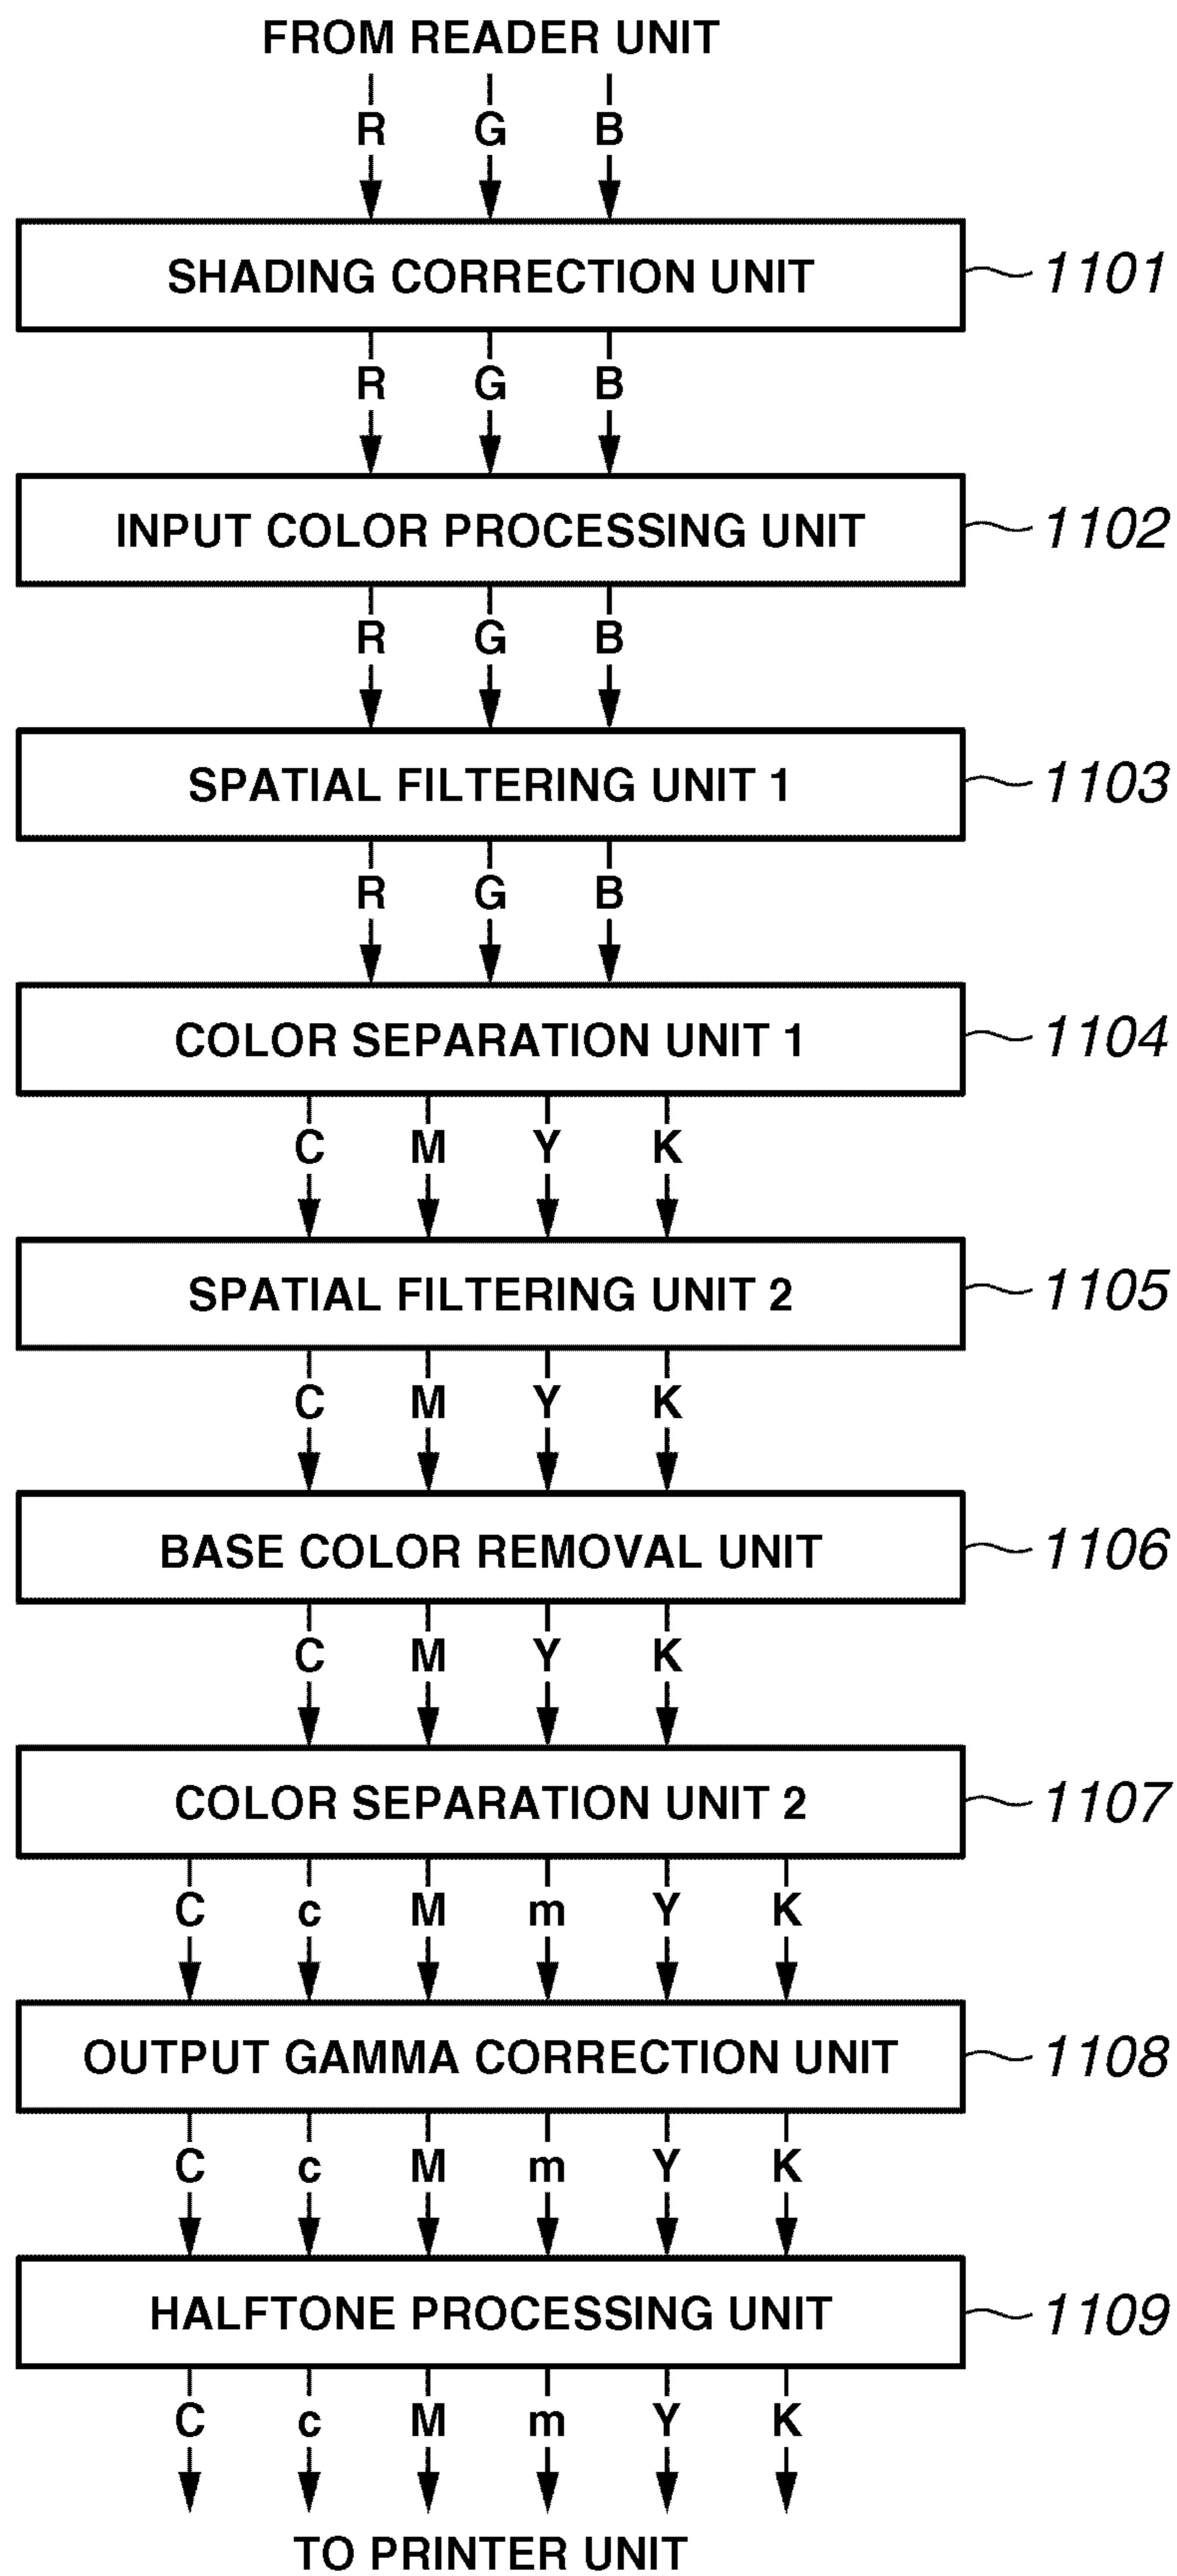 FROM READER UNIT
R G B
SHADING CORRECTION UNIT 1101
R G B
INPUT COLOR PROCESSING UNIT 1102
R G B
SPATIAL FILTERING UNIT 1 1103
R G B
COLOR SEPARATION UNIT 1 1104
C M Y K
SPATIAL FILTERING UNIT 2 1105
C M Y K
BASE COLOR REMOVAL UNIT 1106
C M Y K
COLOR SEPARATION UNIT 2 1107
C c M m Y K
OUTPUT GAMMA CORRECTION UNIT 1108
C c M m Y K
HALFTONE PROCESSING UNIT 1109
C c M m Y K
TO PRINTER UNIT